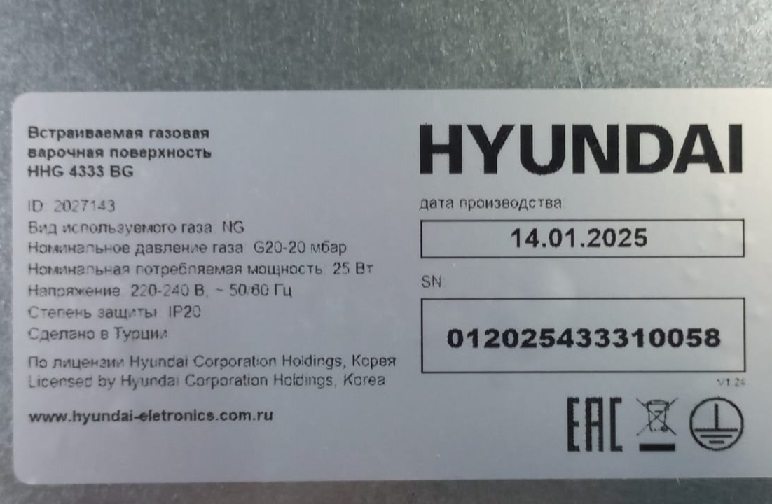 Встраиваемая газовая
варочная поверхность
HHG 4333 BG
ID: 2027143
Вид используемого газа: NG
Номинальное давление газа: G20-20 мбар
Номинальная потребляемая мощность: 25 Вт
Напряжение: 220-240 В, ~ 50/60 Гц
Степень защиты: IP20
Сделано в Турции
По лицензии Hyundai Corporation Holdings, Корея
Licensed by Hyundai Corporation Holdings, Korea
www.hyundai-eletronics.com.ru
HYUNDAI
дата производства:
14.01.2025
SN:
012025433310058
V1.24
EAC